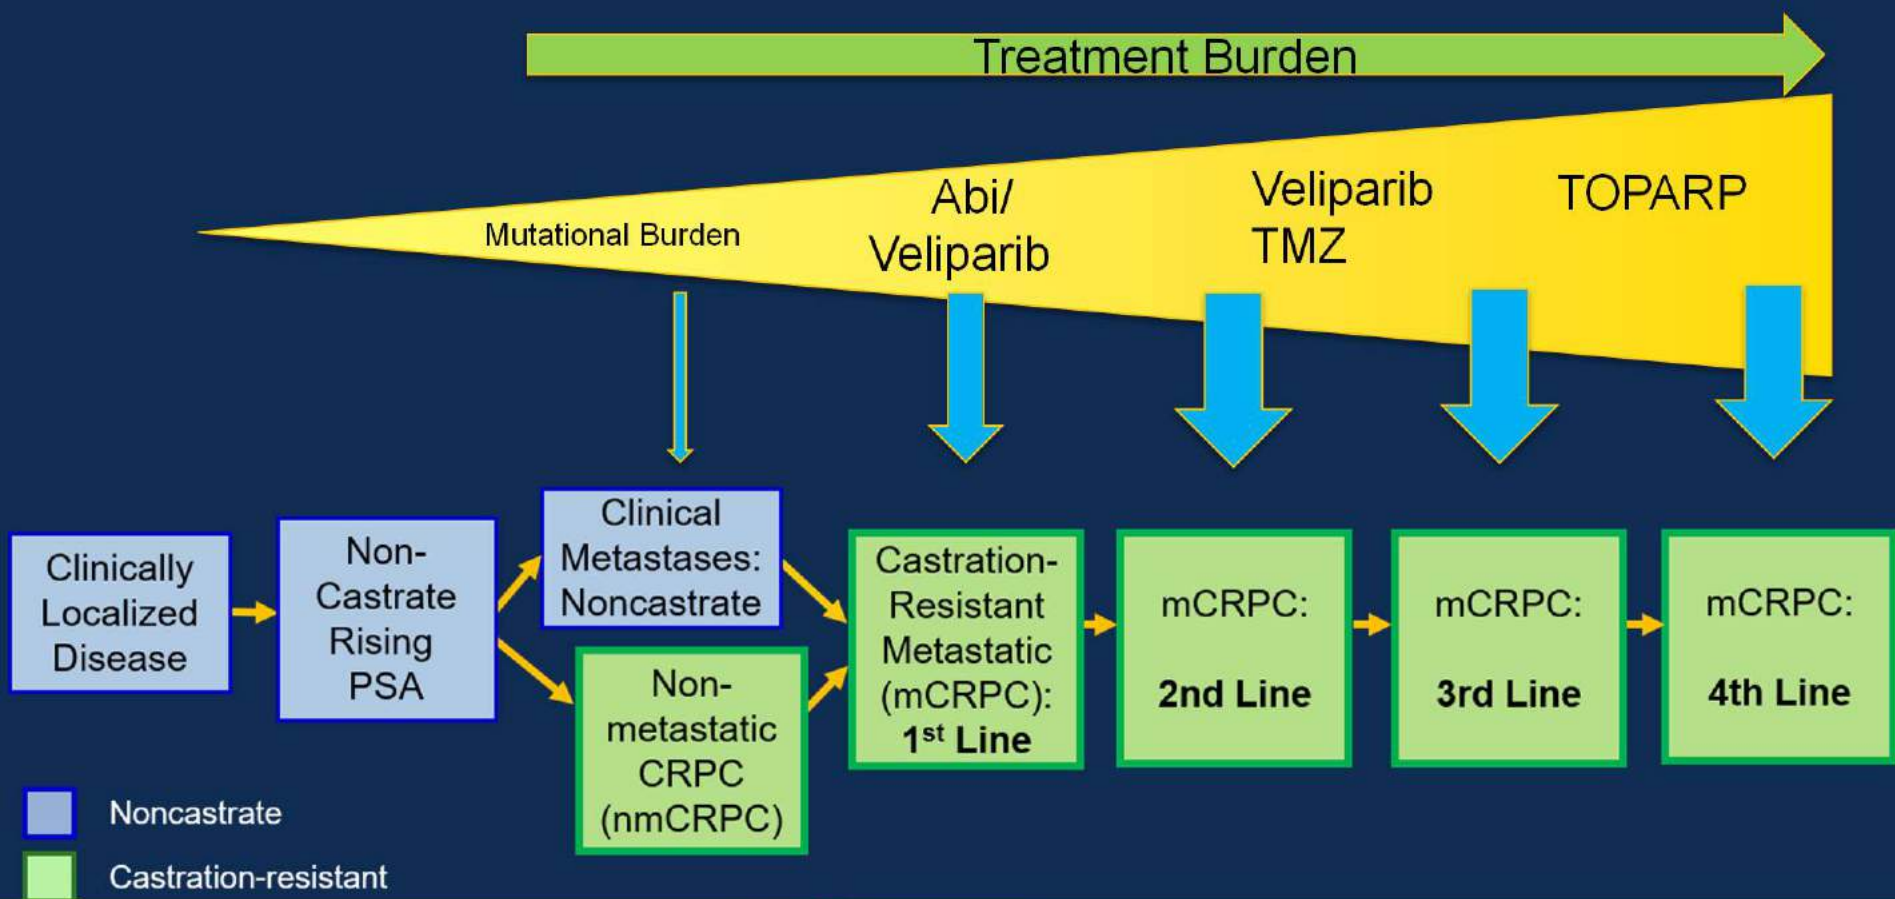 Treatment Burden
Mutational Burden
Abi/
Veliparib
Veliparib
TMZ
TOPARP
Clinically
Localized
Disease
Non-
Castrate
Rising
PSA
Clinical
Metastases:
Noncastrate
Non-
metastatic
CRPC
(nmCRPC)
Castration-
Resistant
Metastatic
(mCRPC):
1st Line
mCRPC:
2nd Line
mCRPC:
3rd Line
mCRPC:
4th Line
Noncastrate
Castration-resistant